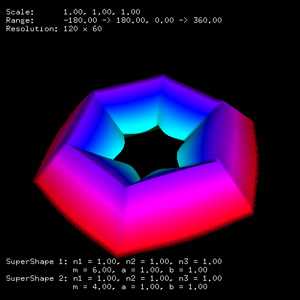 Scale: 1.00, 1.00, 1.00
Range: -180.00 -> 180.00, 0.00 -> 360.00
Resolution: 120 x 60
SuperShape 1: n1 = 1.00, n2 = 1.00, n3 = 1.00
m = 6.00, a = 1.00, b = 1.00
SuperShape 2: n1 = 1.00, n2 = 1.00, n3 = 1.00
m = 4.00, a = 1.00, b = 1.00